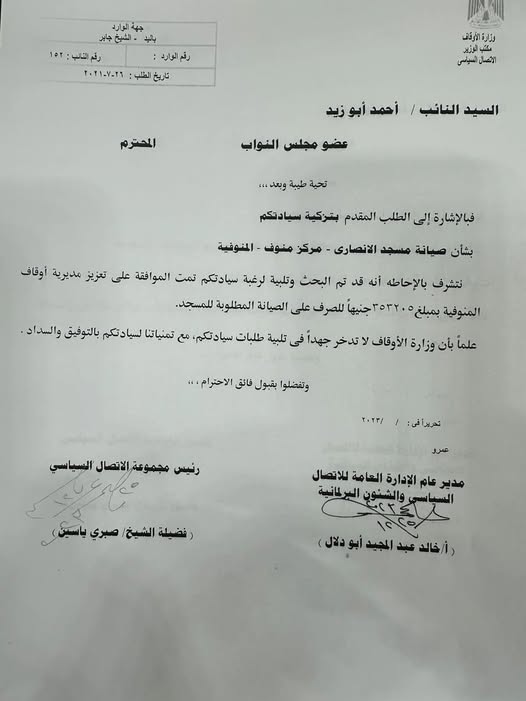 وزارة الأوقاف
مكتب الوزير
الاتصال السياسى
جهة الوارد
باليد - الشيخ جابر
رقم الوارد : رقم النائب : ١٥٢
تاريخ الطلب : ٢٦-٧-٢٠٢١
السيد النائب / أحمد أبو زيد
عضو مجلس النواب المحترم
تحية طيبة وبعد ،،،
فبالإشارة إلى الطلب المقدم بتزكية سيادتكم
بشأن صيانة مسجد الانصارى - مركز منوف - المنوفية
نتشرف بالإحاطه أنه قد تم البحث وتلبية لرغبة سيادتكم تمت الموافقة على تعزيز مديرية أوقاف
المنوفية بمبلغ ٣٥٣٢٠٥جنيهاً للصرف على الصيانة المطلوبة للمسجد.
علماً بأن وزارة الأوقاف لا تدخر جهداً فى تلبية طلبات سيادتكم، مع تمنياتنا لسيادتكم بالتوفيق والسداد .
وتفضلوا بقبول فائق الاحترام ، ، ،
تحريراً فى : / /٢٠٢٣
عمرو
مدير عام الإدارة العامة للاتصال
السياسي والشئون البرلمانية
(أ/خالد عبد المجيد أبو دلال )
رئيس مجموعة الاتصال السياسي
( فضيلة الشيخ/ صبري ياسين )